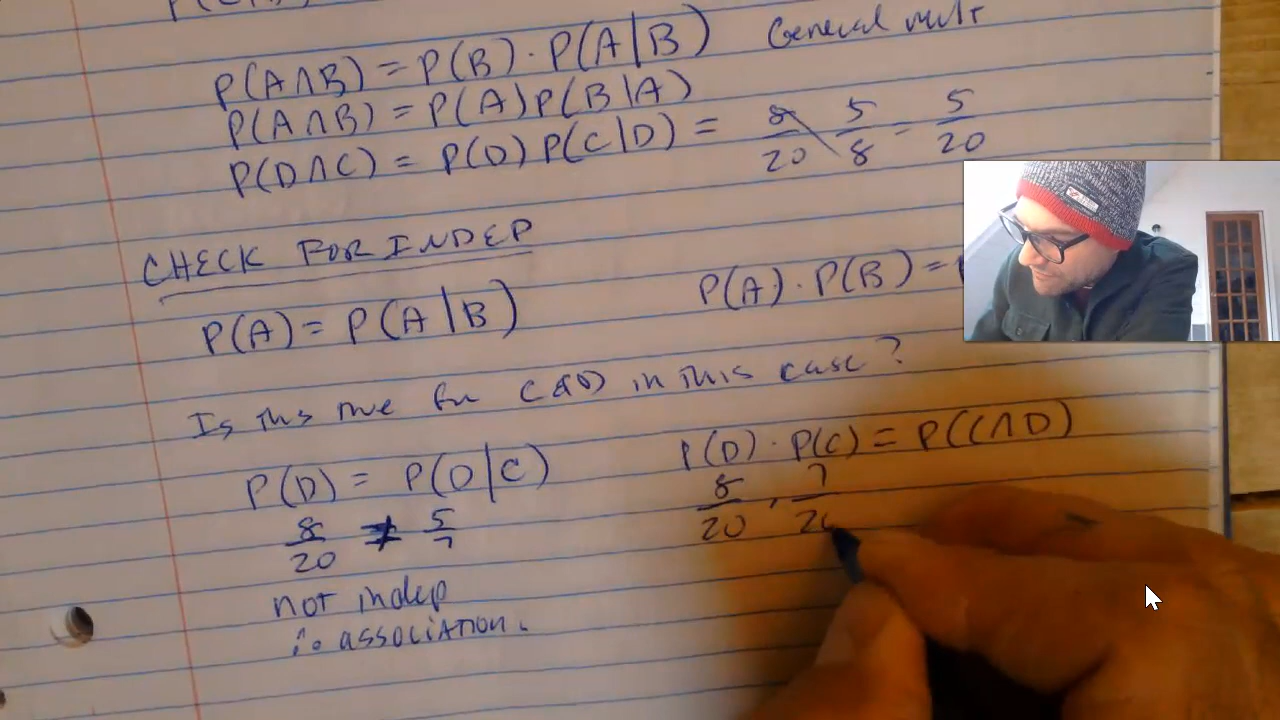 P(A∩B) = P(B) · P(A|B) General mult
P(A∩B) = P(A)P(B|A)
P(D∩C) = P(D)P(C|D) = 8/20 5/8 = 5/20
CHECK FOR INDEP
P(A) = P(A|B) P(A) · P(B) =
Is this true for C&D in this case?
P(D) = P(D|C) P(D) · P(C) = P(C∩D)
8/20 ≠ 5/7 8/20 · 7/20
not indep
∴ association.